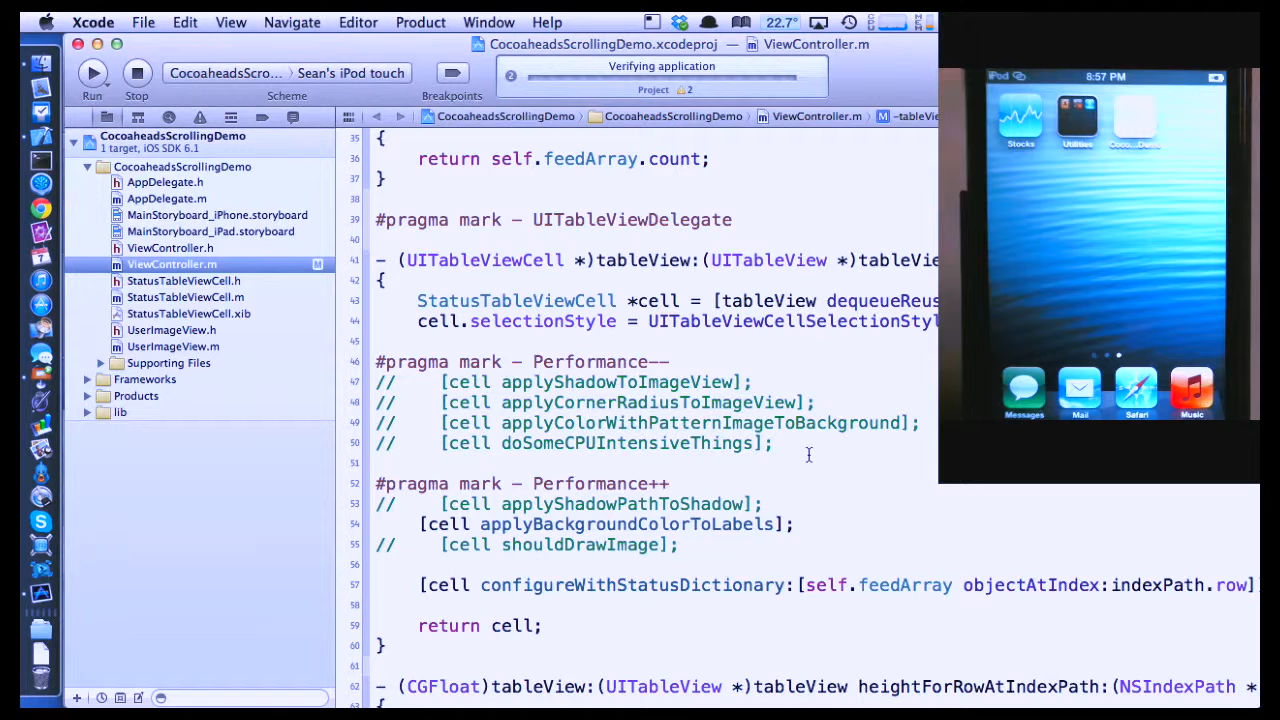 Xcode File Edit View Navigate Editor Product Window Help 22.7°
CocoaheadsScrollingDemo.xcodeproj — ViewController.m
CocoaheadsScro... Sean's iPod touch
2 Verifying application
Project 2
Run Stop Scheme Breakpoints
CocoaheadsScrollingDemo
1 target, iOS SDK 6.1
CocoaheadsScrollingDemo
AppDelegate.h
AppDelegate.m
MainStoryboard_iPhone.storyboard
MainStoryboard_iPad.storyboard
ViewController.h
ViewController.m M
StatusTableViewCell.h
StatusTableViewCell.m
StatusTableViewCell.xib
UserImageView.h
UserImageView.m
Supporting Files
Frameworks
Products
lib
CocoaheadsScrollingDemo CocoaheadsScrollingDemo ViewController.m M -tableVi
35 {
36 return self.feedArray.count;
37 }
38
39 #pragma mark - UITableViewDelegate
40
41 - (UITableViewCell *)tableView:(UITableView *)tableVie
42 {
43 StatusTableViewCell *cell = [tableView dequeueReus
44 cell.selectionStyle = UITableViewCellSelectionStyl
45
46 #pragma mark - Performance--
47 // [cell applyShadowToImageView];
48 // [cell applyCornerRadiusToImageView];
49 // [cell applyColorWithPatternImageToBackground];
50 // [cell doSomeCPUIntensiveThings];
51
52 #pragma mark - Performance++
53 // [cell applyShadowPathToShadow];
54 [cell applyBackgroundColorToLabels];
55 // [cell shouldDrawImage];
56
57 [cell configureWithStatusDictionary:[self.feedArray objectAtIndex:indexPath.row]
58
59 return cell;
60 }
61
62 - (CGFloat)tableView:(UITableView *)tableView heightForRowAtIndexPath:(NSIndexPath *
63 {
iPod 8:57 PM
Stocks Utilities Coco...Demo
Messages Mail Safari Music